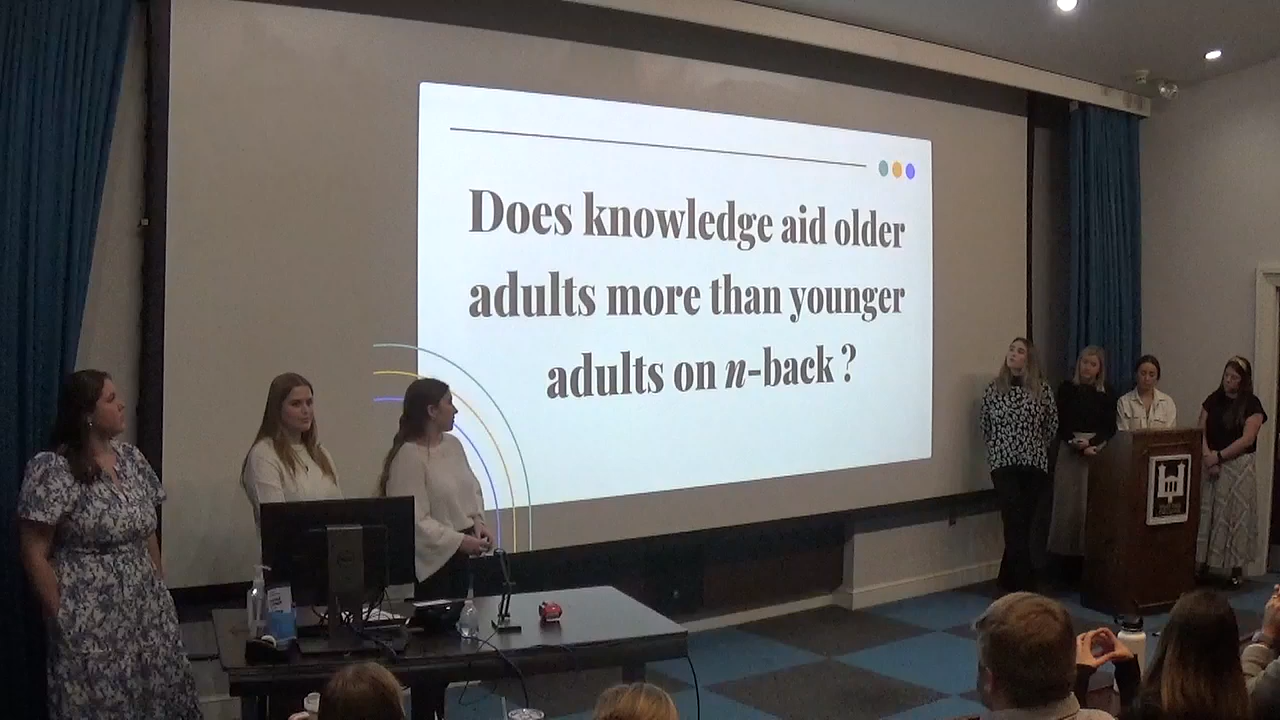 Does knowledge aid older
adults more than younger
adults on n-back ?